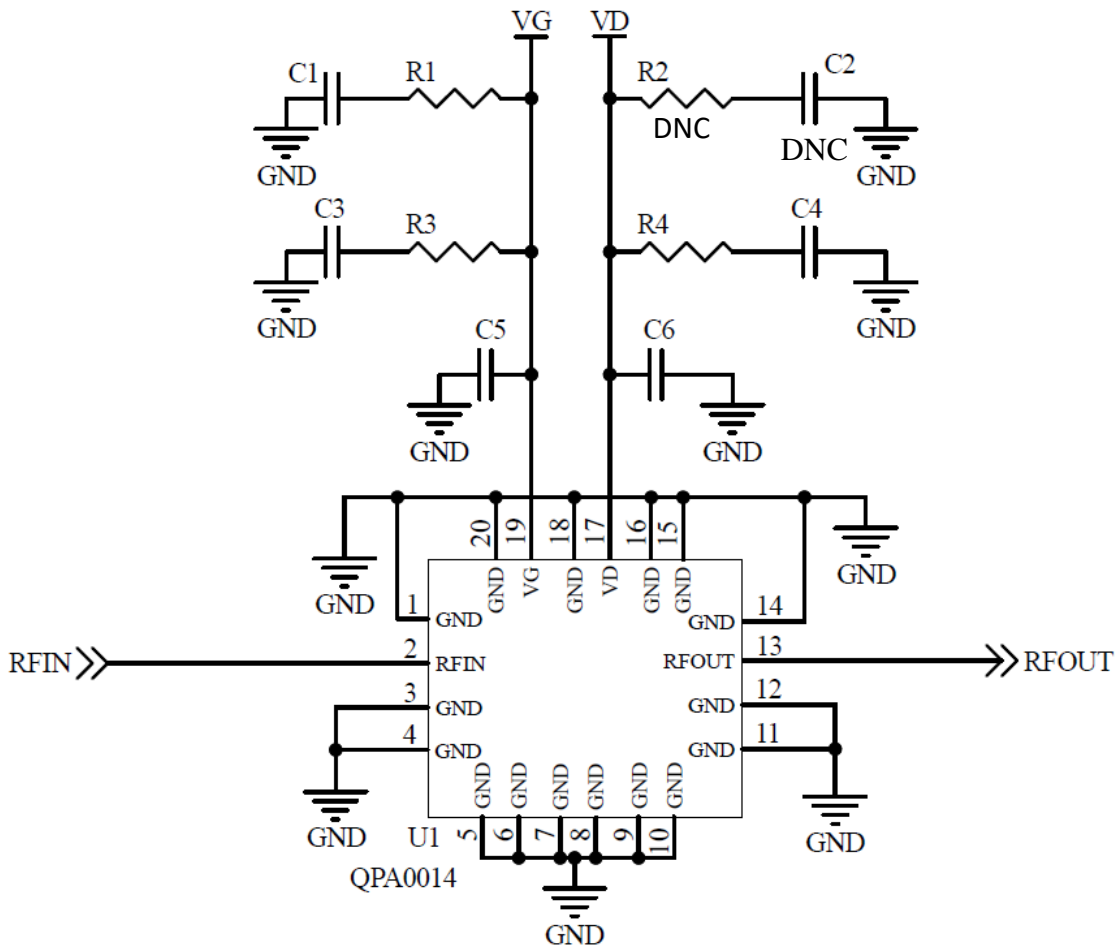 VG VD
C1 R1 R2 C2
DNC DNC
GND GND
C3 R3 R4 C4
GND GND
C5 C6
GND GND
20 19 18 17 16 15
GND VG GND VD GND GND
GND GND
1 GND GND 14
RFIN 2 RFIN RFOUT 13 RFOUT
3 GND GND 12
4 GND GND 11
GND GND GND GND GND GND
GND GND
U1 5 6 7 8 9 10
QPA0014
GND